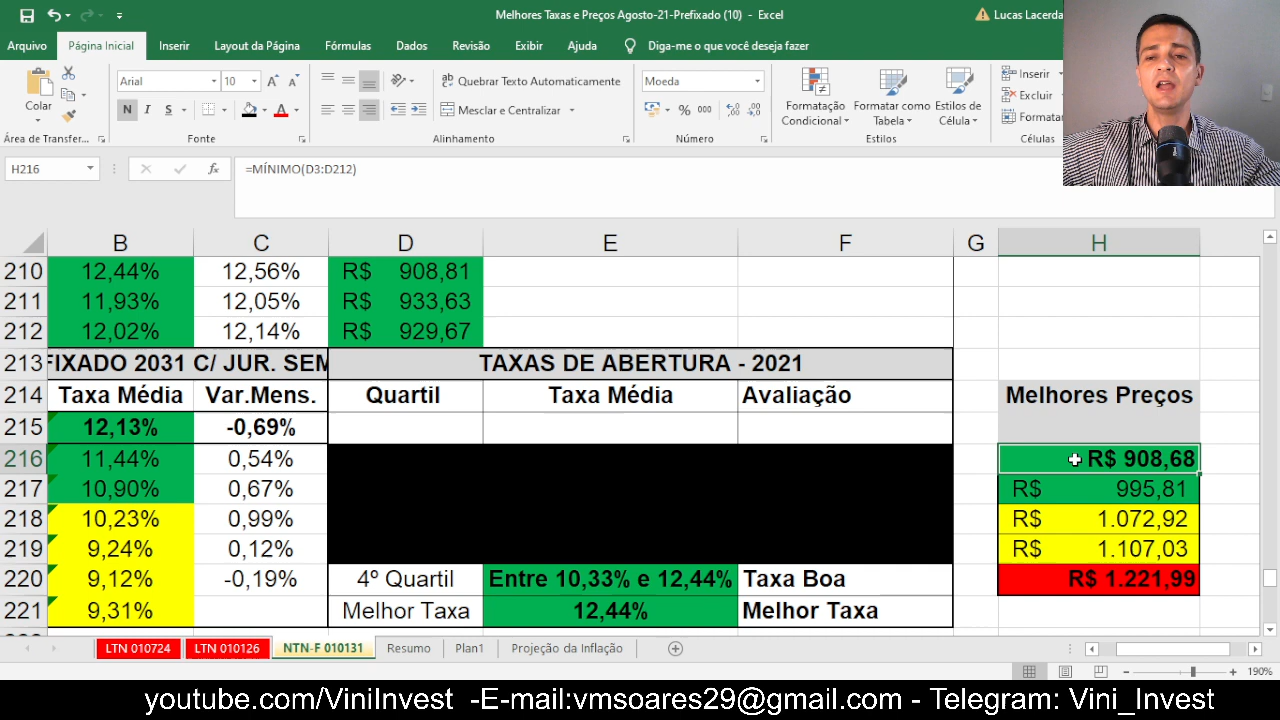 Melhores Taxas e Preços Agosto-21-Prefixado (10) - Excel
Lucas Lacerda
Arquivo Página Inicial Inserir Layout da Página Fórmulas Dados Revisão Exibir Ajuda Diga-me o que você deseja fazer
Colar
Arial 10
Quebrar Texto Automaticamente
Moeda
N I S
Mesclar e Centralizar
% 000
Formatação Condicional
Formatar como Tabela
Estilos de Célula
Inserir
Excluir
Formata
Área de Transfer... Fonte Alinhamento Número Estilos Células
H216 fx =MÍNIMO(D3:D212)
B C D E F G H
210 12,44% 12,56% R$ 908,81
211 11,93% 12,05% R$ 933,63
212 12,02% 12,14% R$ 929,67
213 FIXADO 2031 C/ JUR. SEM TAXAS DE ABERTURA - 2021
214 Taxa Média Var.Mens. Quartil Taxa Média Avaliação Melhores Preços
215 12,13% -0,69%
216 11,44% 0,54% R$ 908,68
217 10,90% 0,67% R$ 995,81
218 10,23% 0,99% R$ 1.072,92
219 9,24% 0,12% R$ 1.107,03
220 9,12% -0,19% 4º Quartil Entre 10,33% e 12,44% Taxa Boa R$ 1.221,99
221 9,31% Melhor Taxa 12,44% Melhor Taxa
LTN 010724 LTN 010126 NTN-F 010131 Resumo Plan1 Projeção da Inflação
190%
youtube.com/ViniInvest -E-mail:vmsoares29@gmail.com - Telegram: Vini_Invest